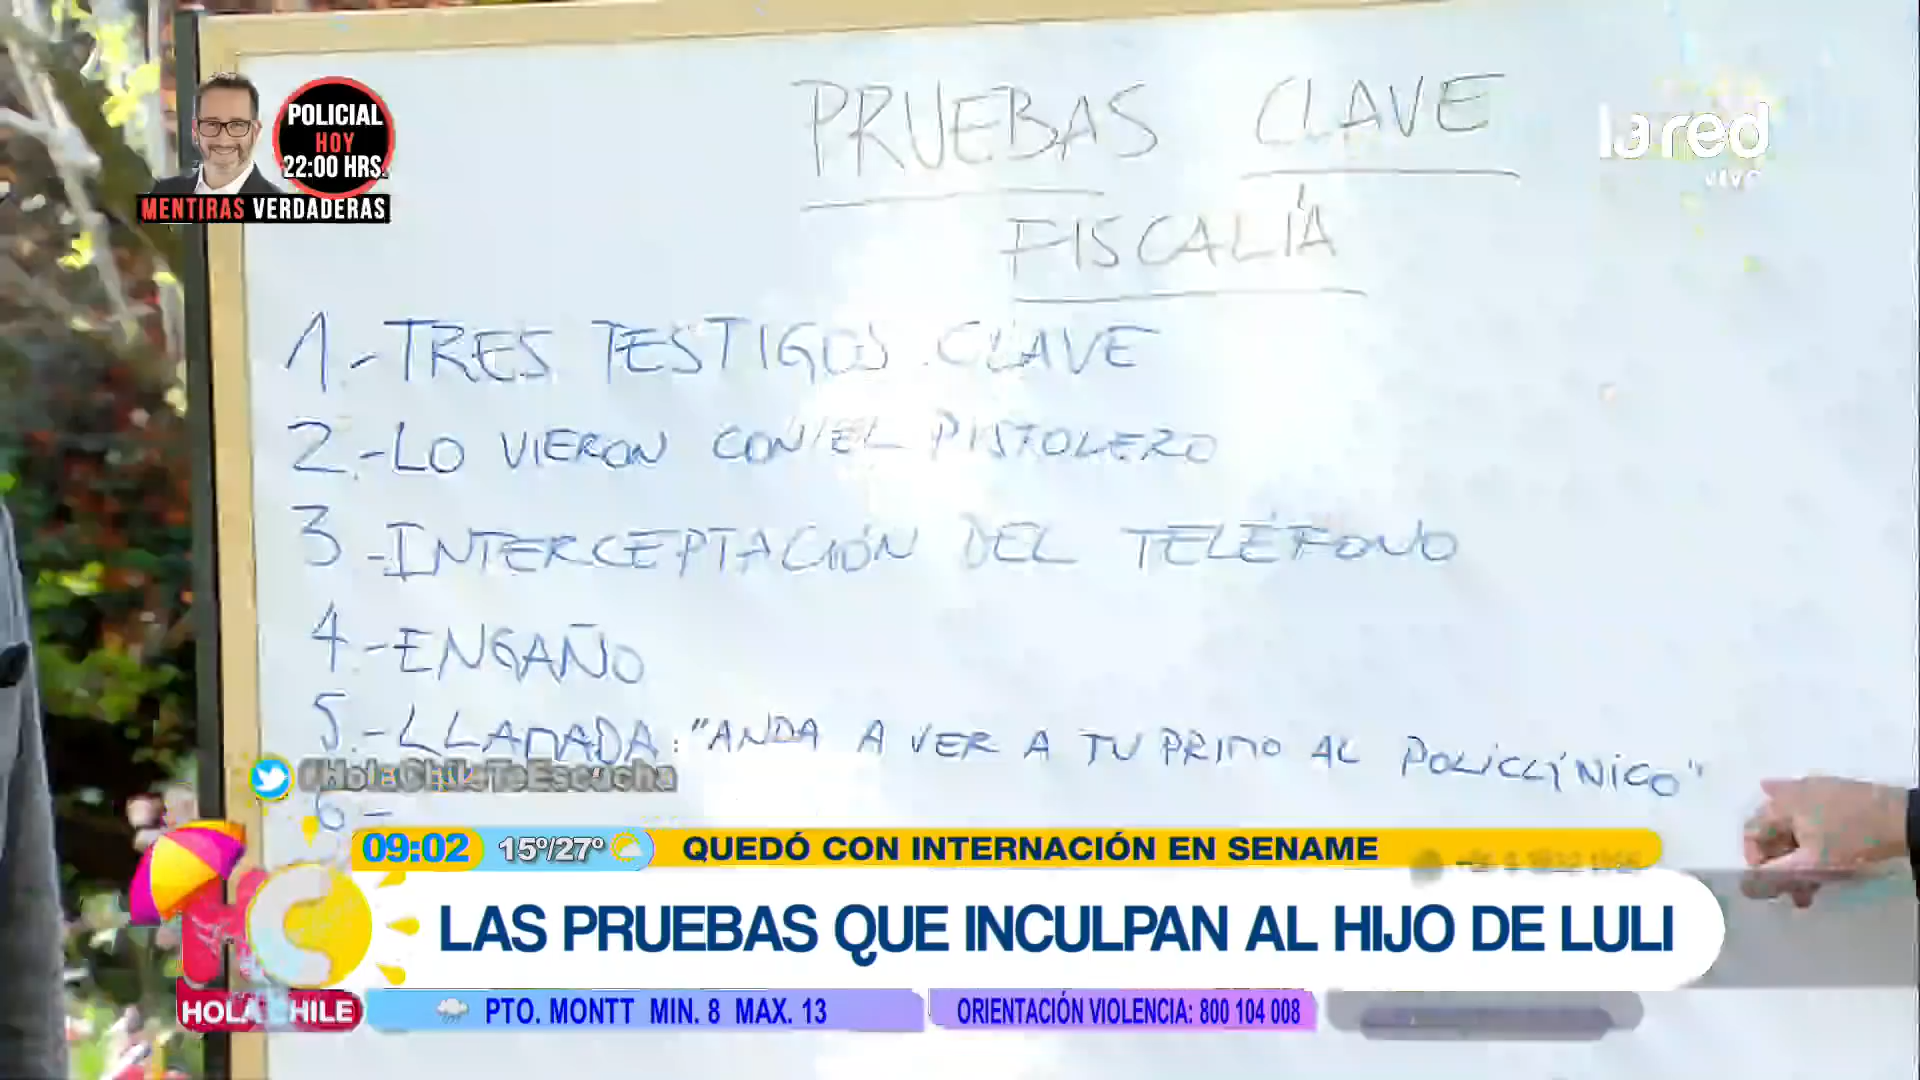 POLICIAL
HOY
22:00 HRS.
MENTIRAS VERDADERAS
la red
VIVO
PRUEBAS CLAVE
FISCALÍA
1.- TRES TESTIGOS CLAVE
2.- LO VIERON CON EL PISTOLERO
3.- INTERCEPTACIÓN DEL TELÉFONO
4.- ENGAÑO
5.- LLAMADA: "ANDA A VER A TU PRIMO AL POLICLÍNICO"
#HolaChileTeEscucha
6-
09:02 15º/27º QUEDÓ CON INTERNACIÓN EN SENAME
LAS PRUEBAS QUE INCULPAN AL HIJO DE LULI
HC
HOLA CHILE
PTO. MONTT MIN. 8 MAX. 13
ORIENTACIÓN VIOLENCIA: 800 104 008